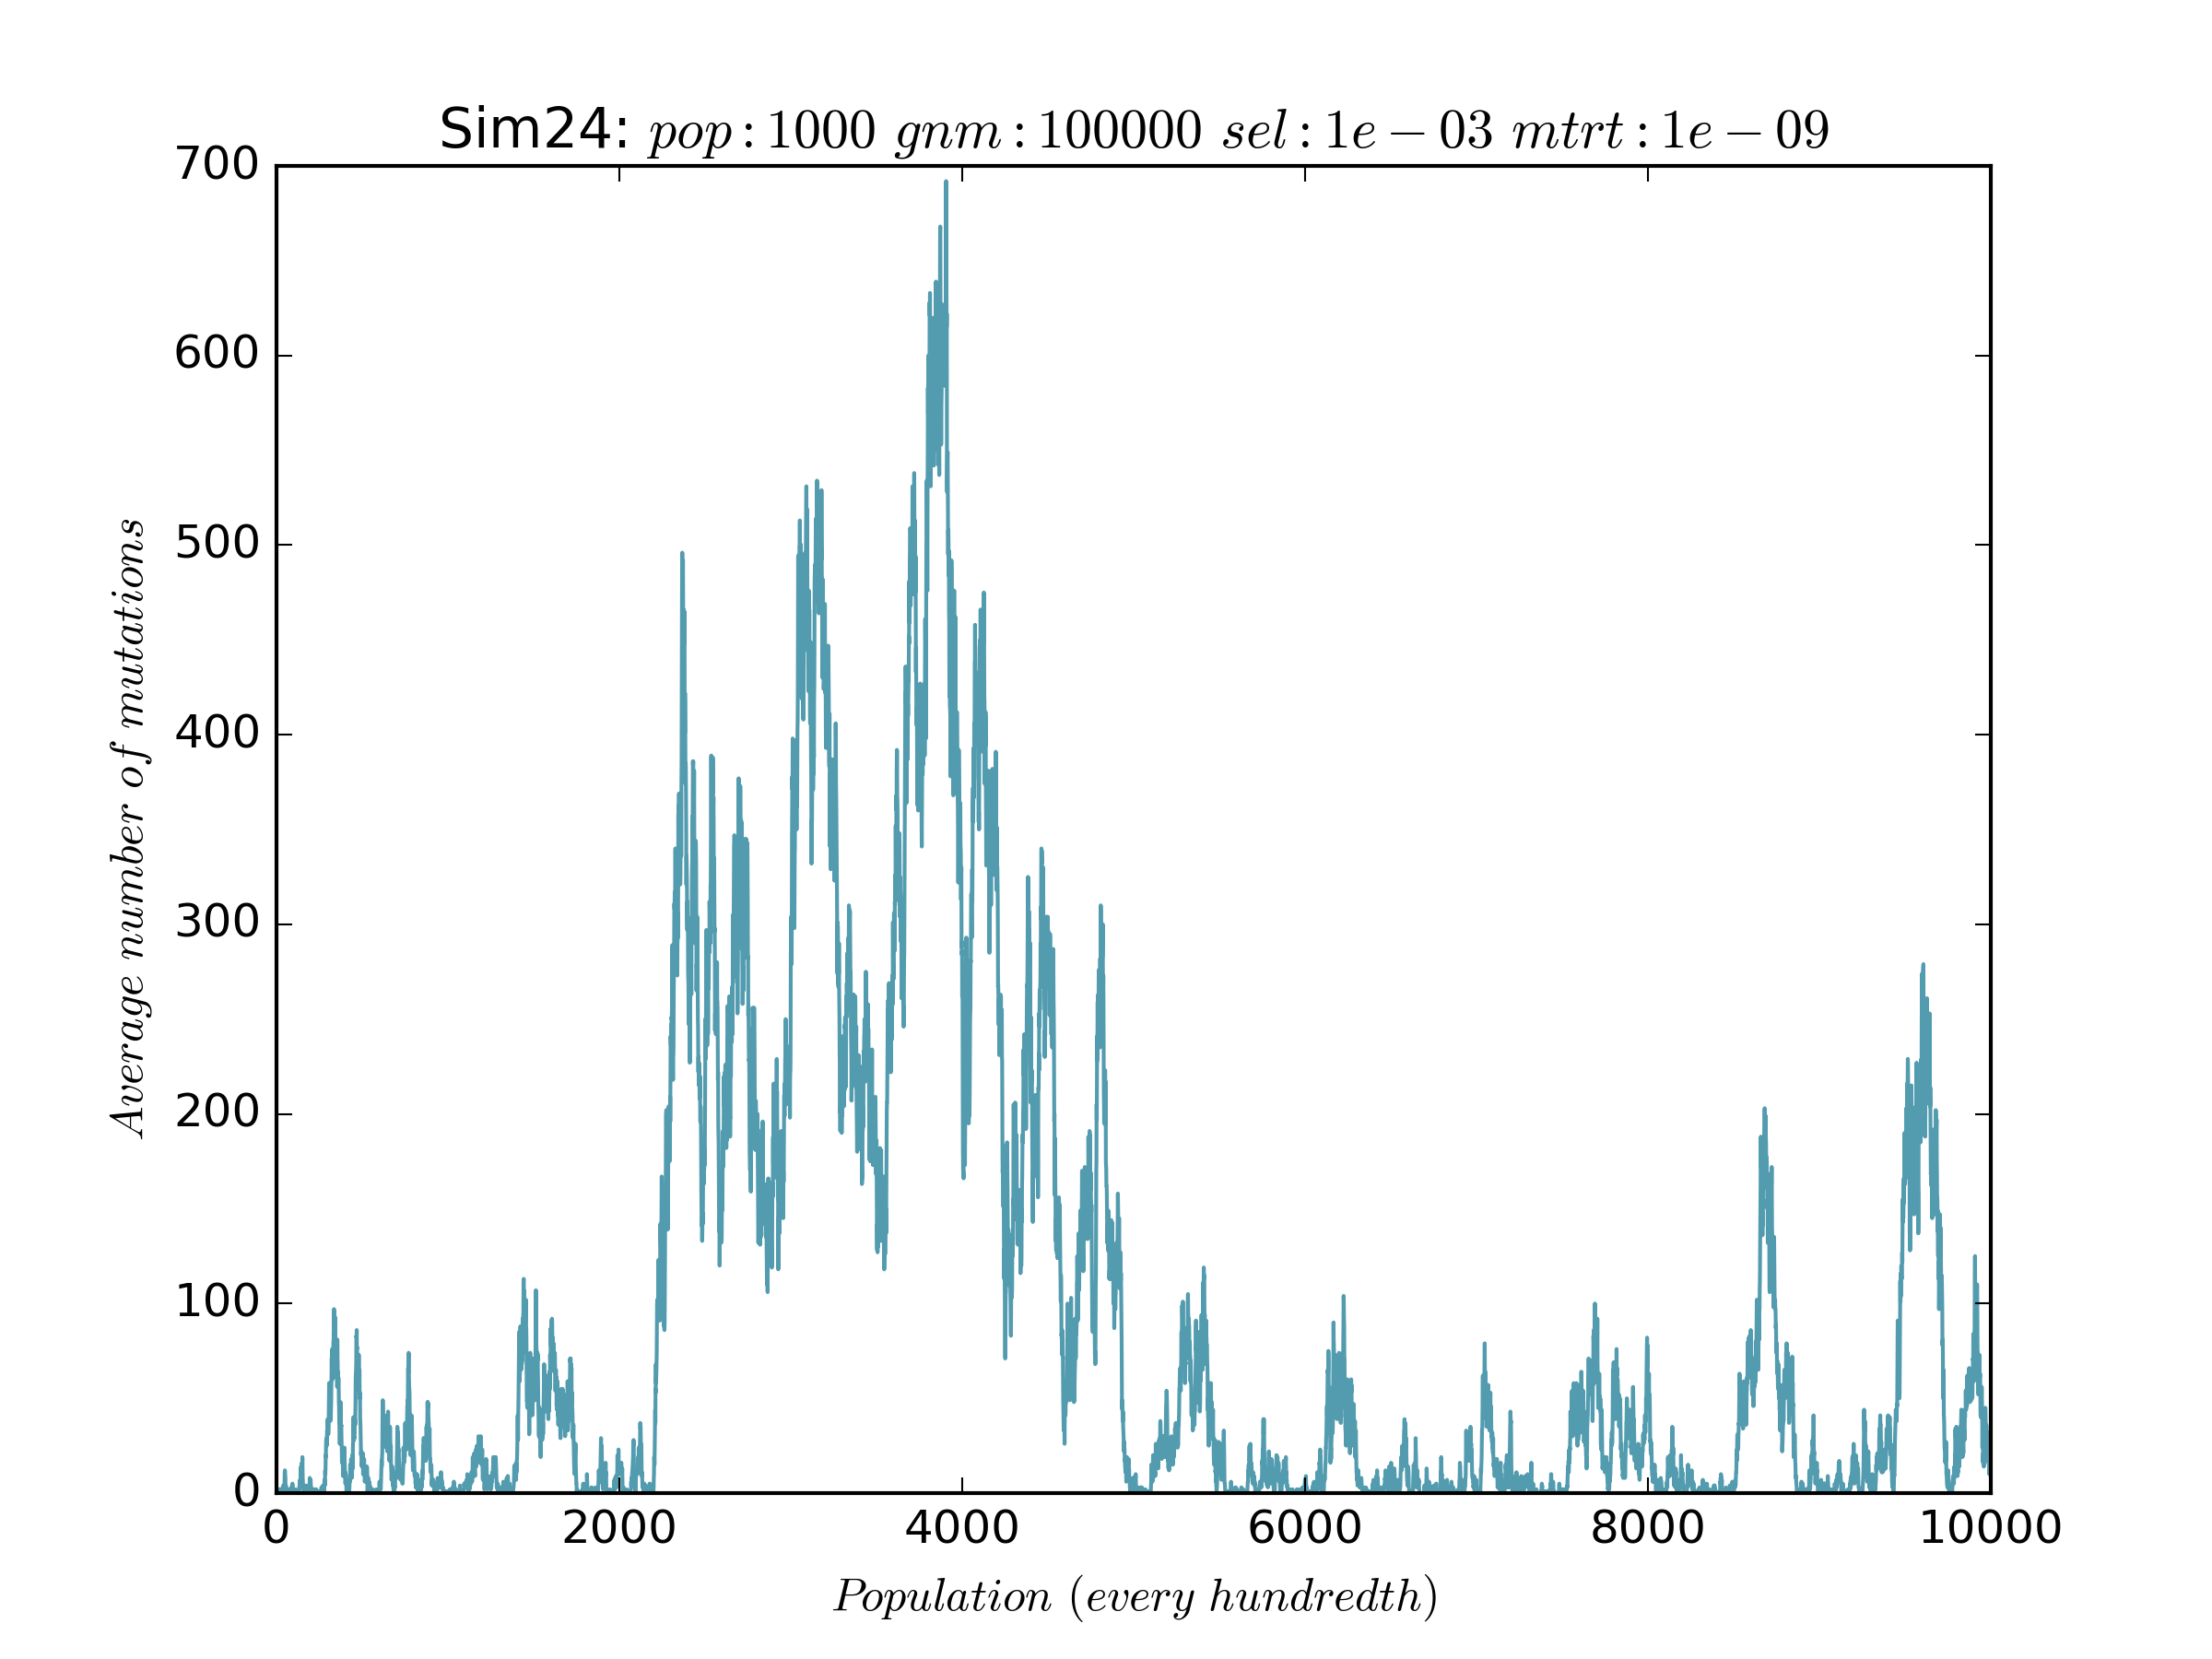 Sim24: pop : 1000 gnm : 100000 sel : 1e − 03 mtrt : 1e − 09
700
600
500
400
300
200
100
0
Average number of mutations
0 2000 4000 6000 8000 10000
Population (every hundredth)